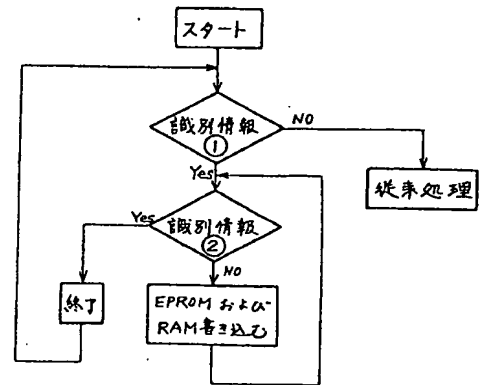 スタート
識別情報
①
NO
Yes
従来処理
識別情報
②
Yes
NO
終了
EPROMおよび
RAM書き込む